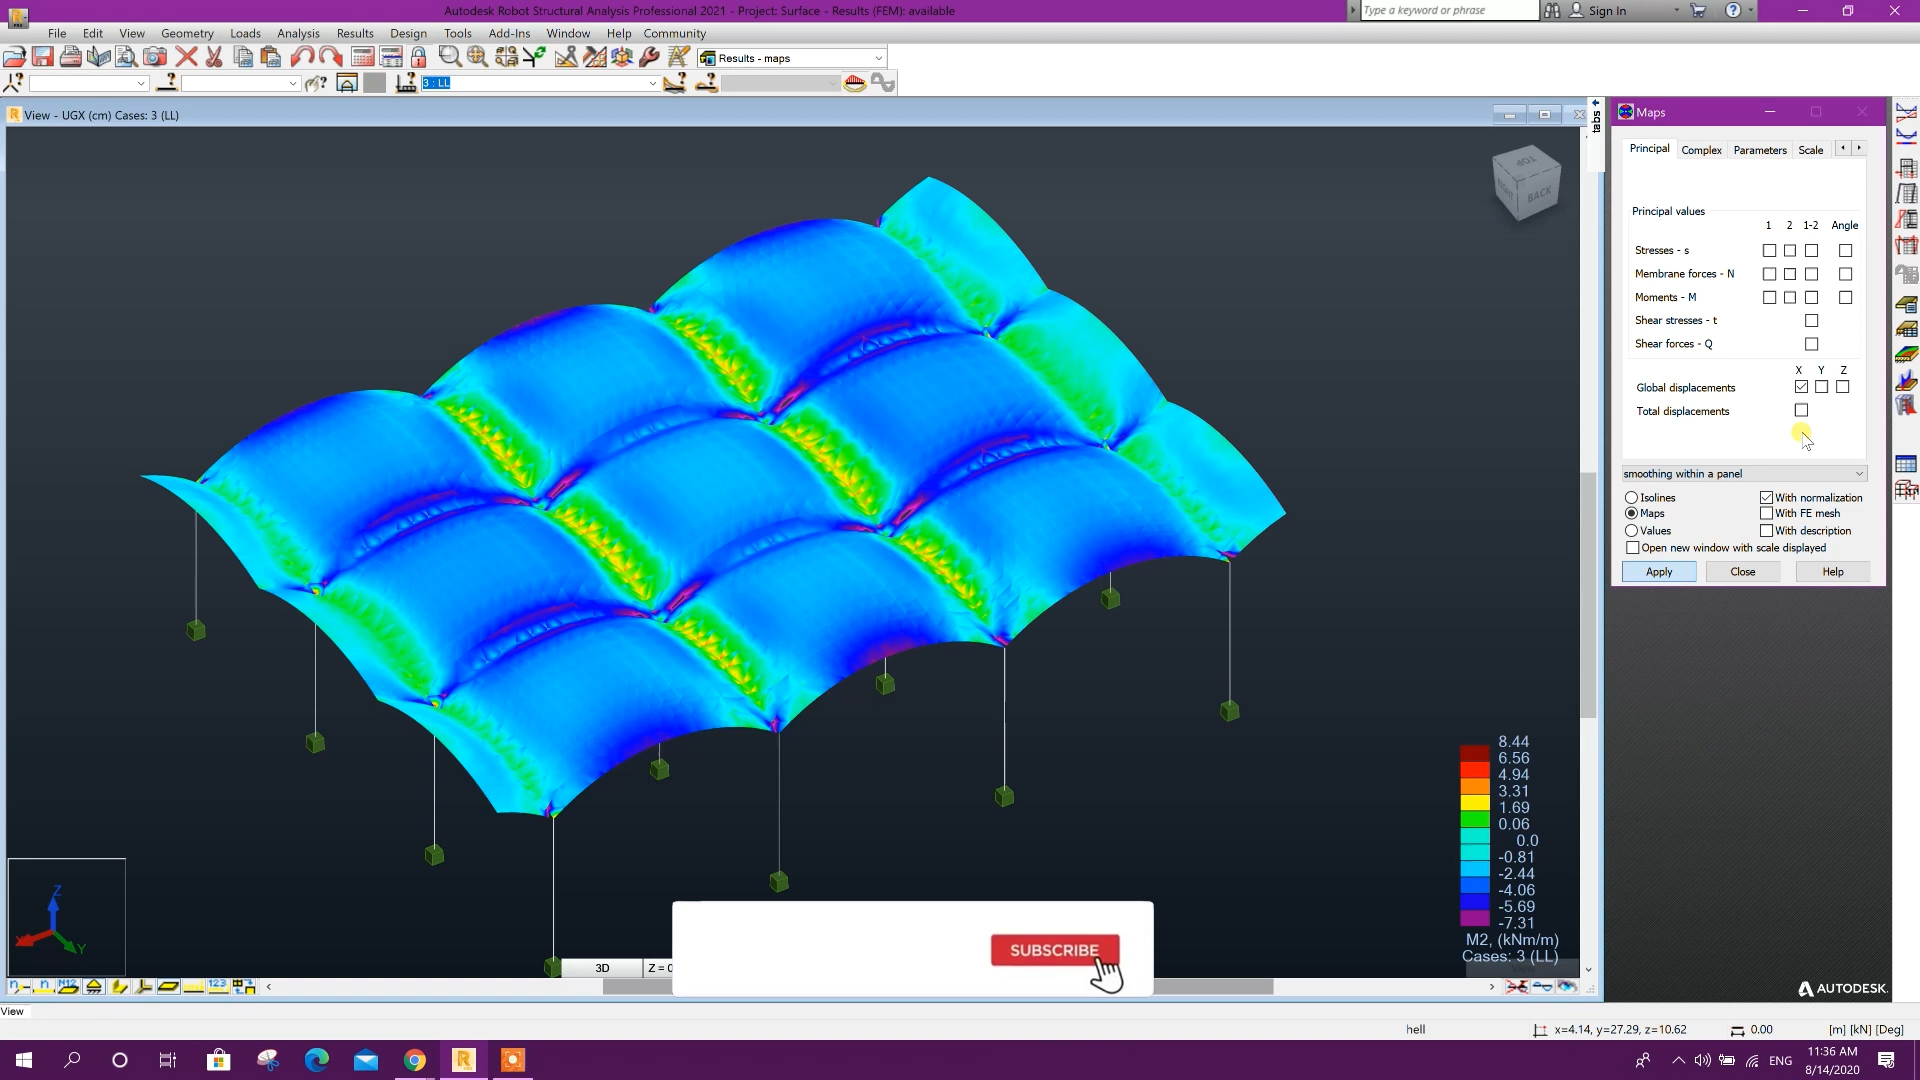 Autodesk Robot Structural Analysis Professional 2021 - Project: Surface - Results (FEM): available
Type a keyword or phrase
Sign In
File Edit View Geometry Loads Analysis Results Design Tools Add-Ins Window Help Community
Results - maps
3 : LL
View - UGX (cm) Cases: 3 (LL)
tabs
Maps
TOP
RIGHT
BACK
Principal Complex Parameters Scale
Principal values
1 2 1-2 Angle
Stresses - s
Membrane forces - N
Moments - M
Shear stresses - t
Shear forces - Q
X Y Z
Global displacements
Total displacements
smoothing within a panel
Isolines
With normalization
Maps
With FE mesh
Values
With description
Open new window with scale displayed
Apply Close Help
8.44
6.56
4.94
3.31
1.69
0.06
0.0
-0.81
-2.44
-4.06
-5.69
-7.31
M2, (kNm/m)
Cases: 3 (LL)
Z
X
Y
3D
Z = 0
SUBSCRIBE
AUTODESK.
View
hell
x=4.14, y=27.29, z=10.62
0.00
[m] [kN] [Deg]
ENG
11:36 AM
8/14/2020